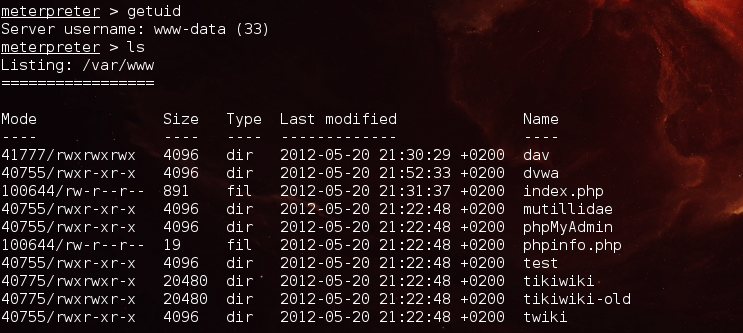 meterpreter > getuid
Server username: www-data (33)
meterpreter > ls
Listing: /var/www
=================
Mode              Size   Type  Last modified              Name
----              ----   ----  -------------              ----
41777/rwxrwxrwx   4096   dir   2012-05-20 21:30:29 +0200  dav
40755/rwxr-xr-x   4096   dir   2012-05-20 21:52:33 +0200  dvwa
100644/rw-r--r--  891    fil   2012-05-20 21:31:37 +0200  index.php
40755/rwxr-xr-x   4096   dir   2012-05-20 21:22:48 +0200  mutillidae
40755/rwxr-xr-x   4096   dir   2012-05-20 21:22:48 +0200  phpMyAdmin
100644/rw-r--r--  19     fil   2012-05-20 21:22:48 +0200  phpinfo.php
40755/rwxr-xr-x   4096   dir   2012-05-20 21:22:48 +0200  test
40775/rwxrwxr-x   20480  dir   2012-05-20 21:22:48 +0200  tikiwiki
40775/rwxrwxr-x   20480  dir   2012-05-20 21:22:48 +0200  tikiwiki-old
40755/rwxr-xr-x   4096   dir   2012-05-20 21:22:48 +0200  twiki